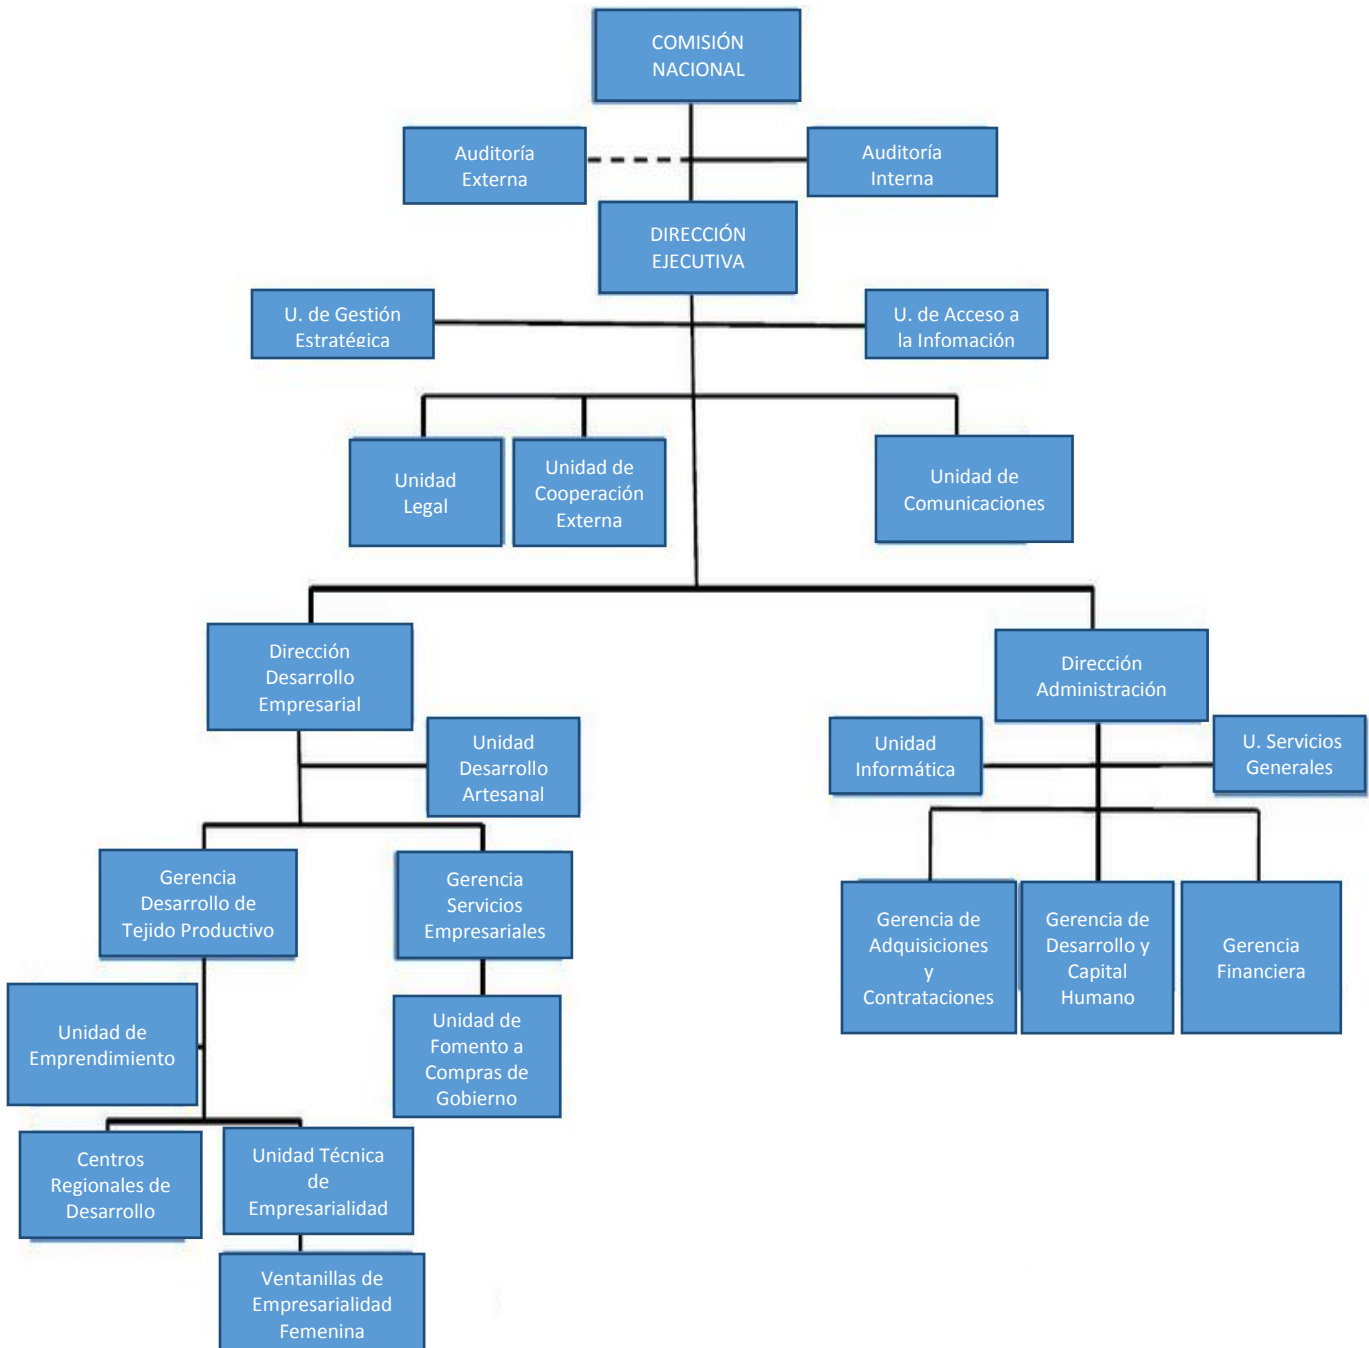 COMISIÓN
NACIONAL
Auditoría
Externa
Auditoría
Interna
DIRECCIÓN
EJECUTIVA
U. de Gestión
Estratégica
U. de Acceso a
la Infomación
Unidad
Legal
Unidad de
Cooperación
Externa
Unidad de
Comunicaciones
Dirección
Desarrollo
Empresarial
Dirección
Administración
Unidad
Desarrollo
Artesanal
Unidad
Informática
U. Servicios
Generales
Gerencia
Desarrollo de
Tejido Productivo
Gerencia
Servicios
Empresariales
Gerencia de
Adquisiciones
y
Contrataciones
Gerencia de
Desarrollo y
Capital
Humano
Gerencia
Financiera
Unidad de
Emprendimiento
Unidad de
Fomento a
Compras de
Gobierno
Centros
Regionales de
Desarrollo
Unidad Técnica
de
Empresarialidad
Ventanillas de
Empresarialidad
Femenina